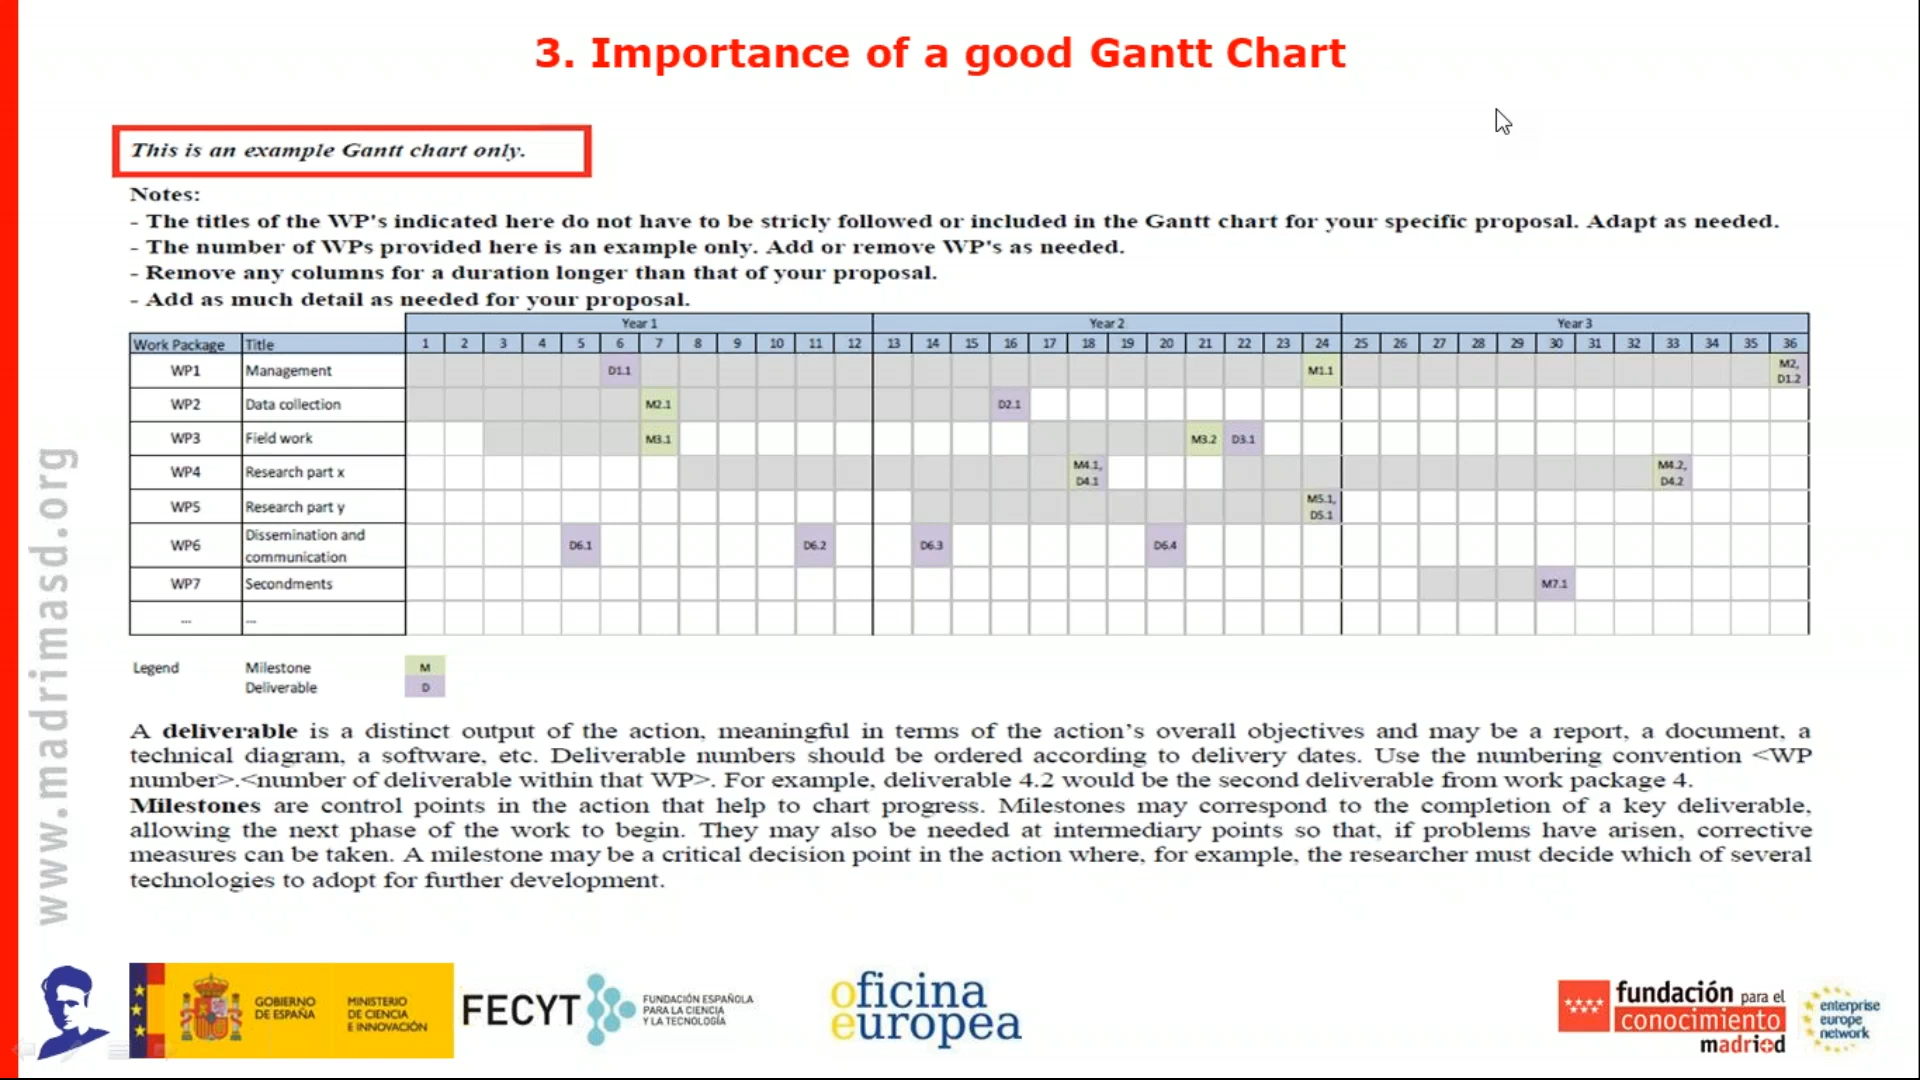 3. Importance of a good Gantt Chart
This is an example Gantt chart only.
Notes:
- The titles of the WP's indicated here do not have to be stricly followed or included in the Gantt chart for your specific proposal. Adapt as needed.
- The number of WPs provided here is an example only. Add or remove WP's as needed.
- Remove any columns for a duration longer than that of your proposal.
- Add as much detail as needed for your proposal.
Year 1 Year 2 Year 3
Work Package Title 1 2 3 4 5 6 7 8 9 10 11 12 13 14 15 16 17 18 19 20 21 22 23 24 25 26 27 28 29 30 31 32 33 34 35 36
WP1 Management D1.1 M1.1 M2, D1.2
WP2 Data collection M2.1 D2.1
WP3 Field work M3.1 M3.2 D3.1
WP4 Research part x M4.1, D4.1 M4.2, D4.2
WP5 Research part y M5.1, D5.1
WP6 Dissemination and communication D6.1 D6.2 D6.3 D6.4
WP7 Secondments M7.1
... ...
Legend Milestone M
Deliverable D
A deliverable is a distinct output of the action, meaningful in terms of the action's overall objectives and may be a report, a document, a
technical diagram, a software, etc. Deliverable numbers should be ordered according to delivery dates. Use the numbering convention <WP
number>.<number of deliverable within that WP>. For example, deliverable 4.2 would be the second deliverable from work package 4.
Milestones are control points in the action that help to chart progress. Milestones may correspond to the completion of a key deliverable,
allowing the next phase of the work to begin. They may also be needed at intermediary points so that, if problems have arisen, corrective
measures can be taken. A milestone may be a critical decision point in the action where, for example, the researcher must decide which of several
technologies to adopt for further development.
www.madrimasd.org
GOBIERNO
DE ESPAÑA
MINISTERIO
DE CIENCIA
E INNOVACIÓN
FECYT
FUNDACIÓN ESPAÑOLA
PARA LA CIENCIA
Y LA TECNOLOGÍA
oficina
europea
fundación para el
conocimiento
madri+d
enterprise
europe
network